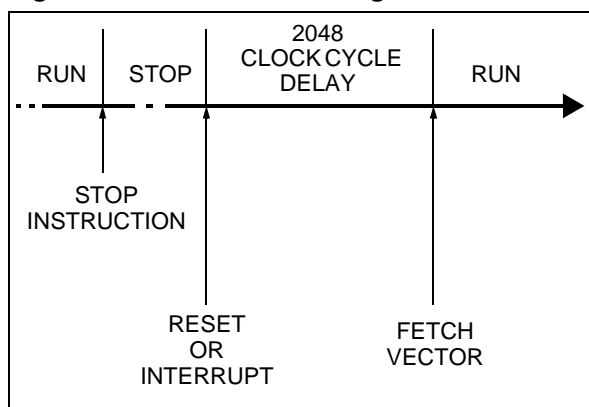 2048
CLOCK CYCLE
DELAY
RUN
STOP
RUN
STOP
INSTRUCTION
RESET
OR
INTERRUPT
FETCH
VECTOR